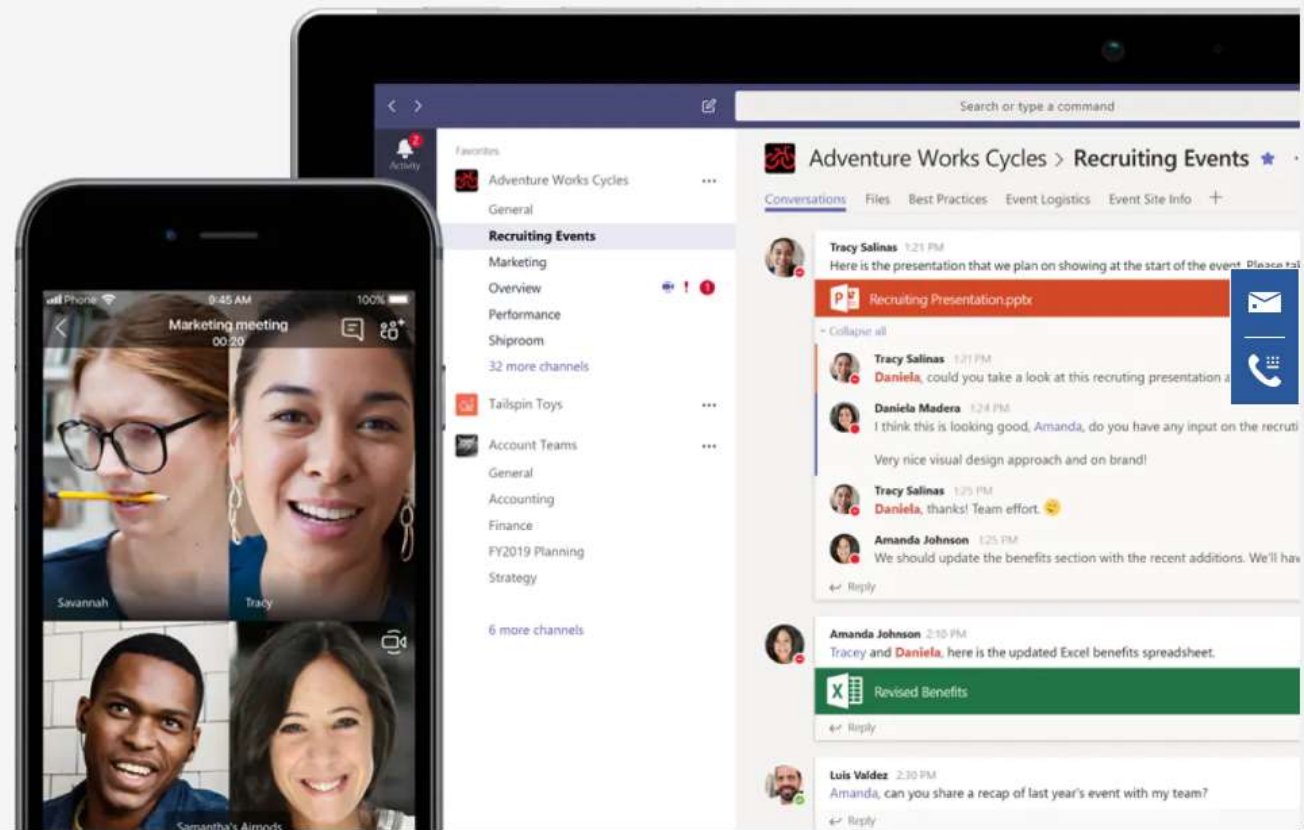 Search or type a command
2
Activity
Favorites
Adventure Works Cycles
General
Recruiting Events
Marketing
Overview
1
Performance
Shiproom
32 more channels
Tailspin Toys
Account Teams
General
Accounting
Finance
FY2019 Planning
Strategy
6 more channels
Adventure Works Cycles > Recruiting Events
Conversations Files Best Practices Event Logistics Event Site Info +
Tracy Salinas 1:21 PM
Here is the presentation that we plan on showing at the start of the event. Please
Recruiting Presentation.pptx
Collapse all
Tracy Salinas 1:21 PM
Daniela, could you take a look at this recruting presentation a
Daniela Madera 1:24 PM
I think this is looking good, Amanda, do you have any input on the recruti
Very nice visual design approach and on brand!
Tracy Salinas 1:25 PM
Daniela, thanks! Team effort.
Amanda Johnson 1:25 PM
We should update the benefits section with the recent additions. We'll hav
Reply
Amanda Johnson 2:10 PM
Tracey and Daniela, here is the updated Excel benefits spreadsheet.
Revised Benefits
Reply
Luis Valdez 2:30 PM
Amanda, can you share a recap of last year's event with my team?
Reply
Phone 9:45 AM 100%
Marketing meeting
00:20
Savannah
Tracy
Samantha's Airpods